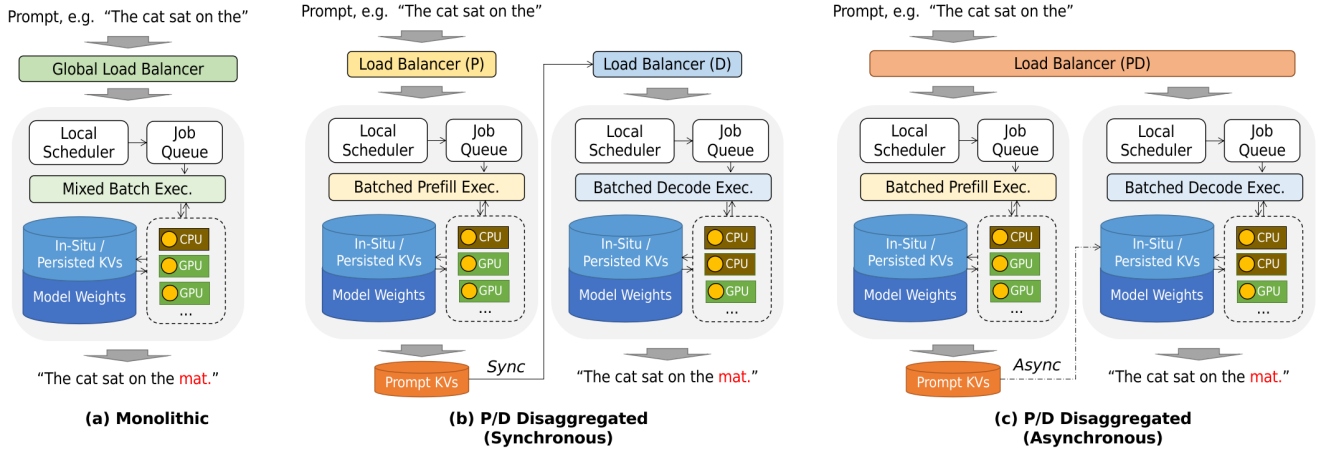 Prompt, e.g. “The cat sat on the”
Global Load Balancer
Local
Scheduler
Job
Queue
Mixed Batch Exec.
In-Situ /
Persisted KVs
Model Weights
CPU
GPU
GPU
...
“The cat sat on the mat.”
(a) Monolithic
Prompt, e.g. “The cat sat on the”
Load Balancer (P)
Local
Scheduler
Job
Queue
Batched Prefill Exec.
In-Situ /
Persisted KVs
Model Weights
CPU
GPU
GPU
...
Prompt KVs
Sync
Load Balancer (D)
Local
Scheduler
Job
Queue
Batched Decode Exec.
In-Situ /
Persisted KVs
Model Weights
CPU
CPU
GPU
...
“The cat sat on the mat.”
(b) P/D Disaggregated
(Synchronous)
Prompt, e.g. “The cat sat on the”
Load Balancer (PD)
Local
Scheduler
Job
Queue
Batched Prefill Exec.
In-Situ /
Persisted KVs
Model Weights
CPU
GPU
GPU
...
Prompt KVs
Async
Local
Scheduler
Job
Queue
Batched Decode Exec.
In-Situ /
Persisted KVs
Model Weights
CPU
CPU
GPU
...
“The cat sat on the mat.”
(c) P/D Disaggregated
(Asynchronous)